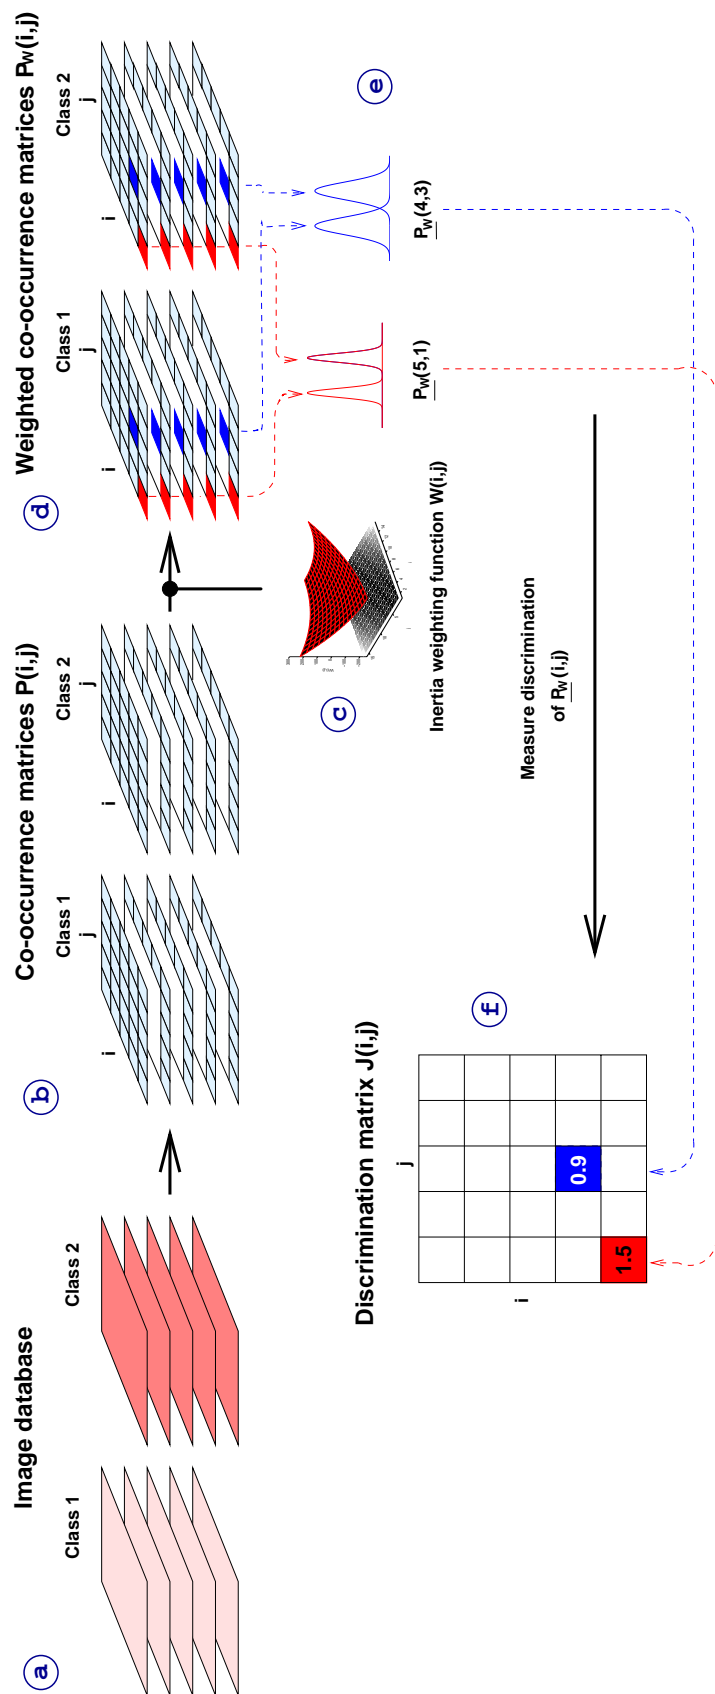 Image database
Co-occurrence matrices P(i,j)
Weighted co-occurrence matrices PW(i,j)
a
Class 1
Class 2
b
Class 1
Class 2
i
j
i
j
d
Class 1
Class 2
i
j
i
j
c
Inertia weighting function W(i,j)
e
PW(5,1)
PW(4,3)
Measure discrimination
of PW(i,j)
Discrimination matrix J(i,j)
f
j
i
0.9
1.5